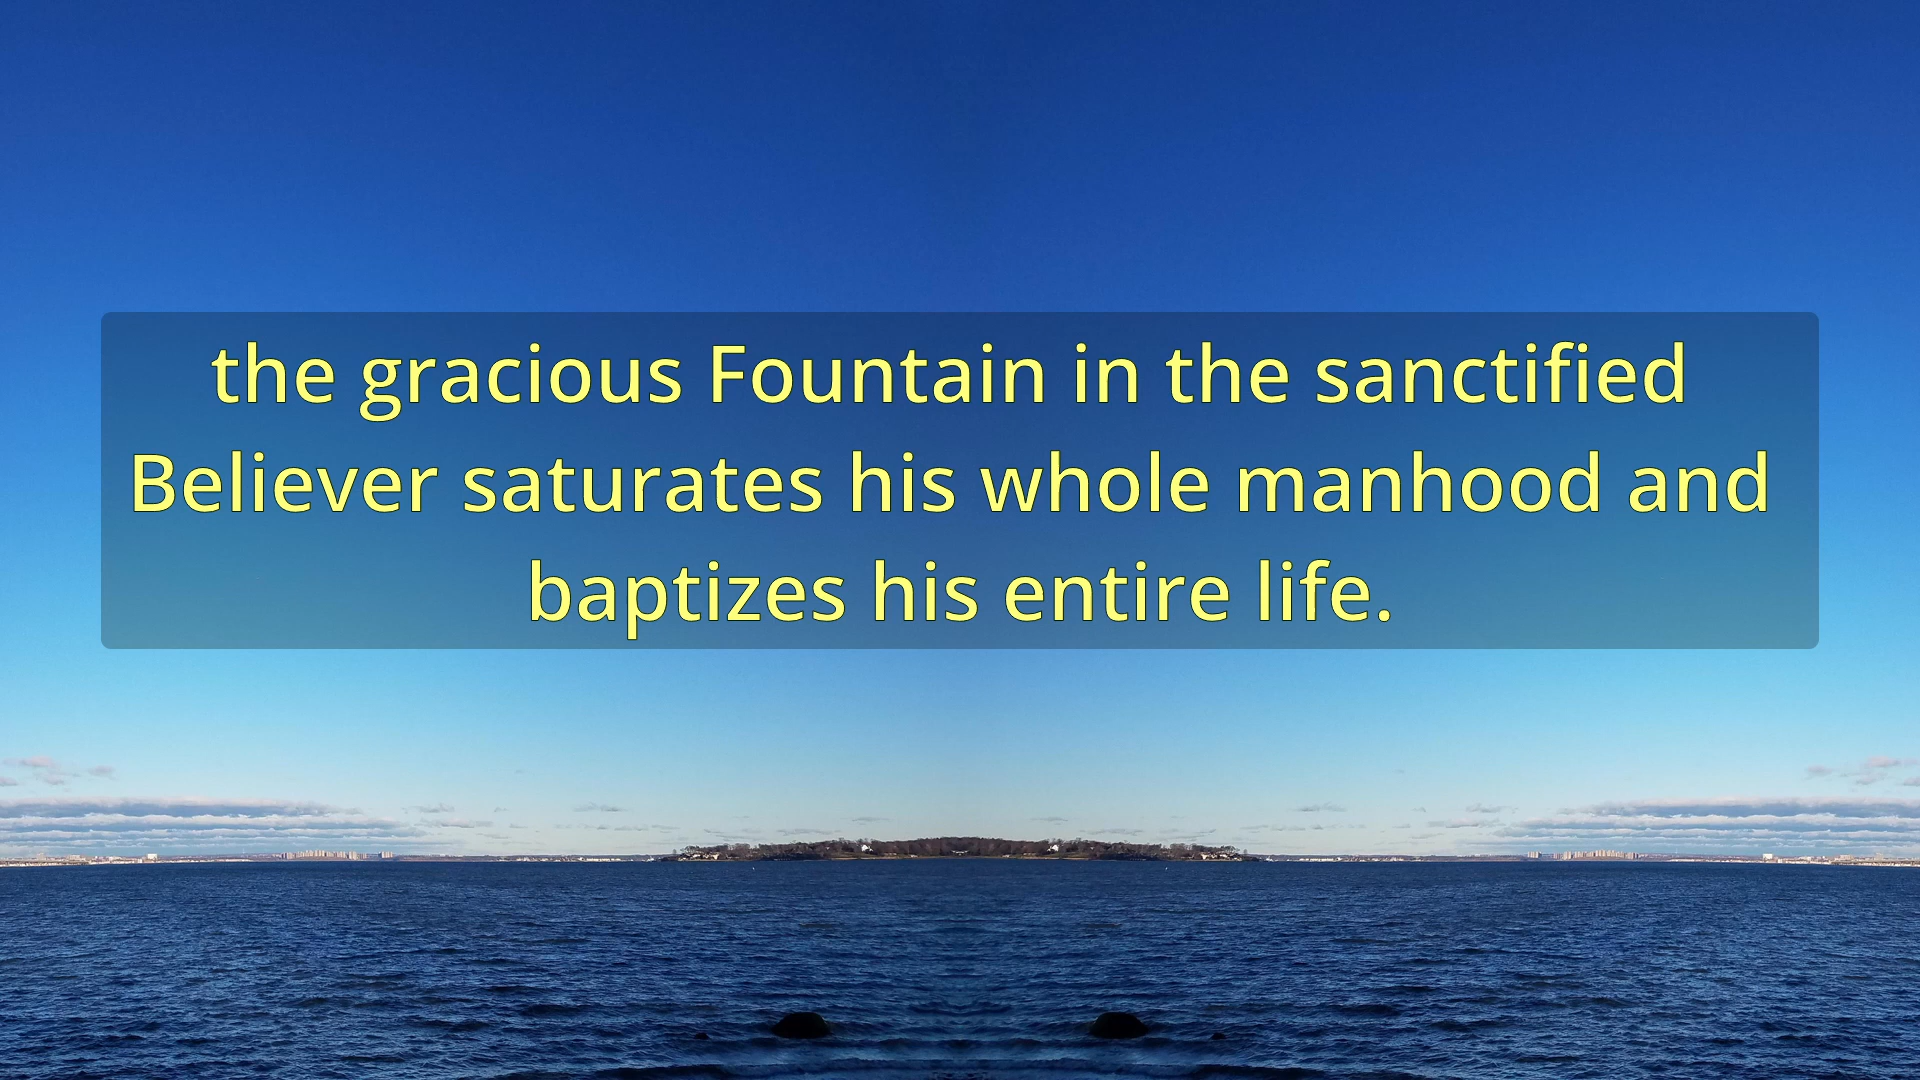 the gracious Fountain in the sanctified
Believer saturates his whole manhood and
baptizes his entire life.